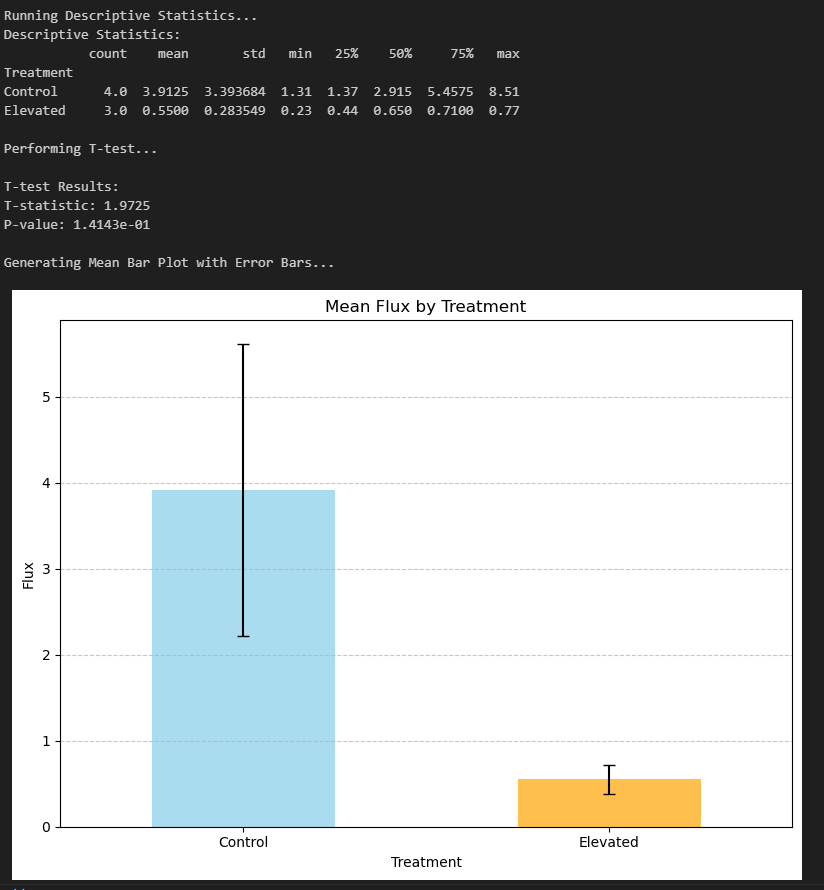 Running Descriptive Statistics...
Descriptive Statistics:
count mean std min 25% 50% 75% max
Treatment
Control 4.0 3.9125 3.393684 1.31 1.37 2.915 5.4575 8.51
Elevated 3.0 0.5500 0.283549 0.23 0.44 0.650 0.7100 0.77
Performing T-test...
T-test Results:
T-statistic: 1.9725
P-value: 1.4143e-01
Generating Mean Bar Plot with Error Bars...
Mean Flux by Treatment
5
4
3
2
1
0
Flux
Control Elevated
Treatment